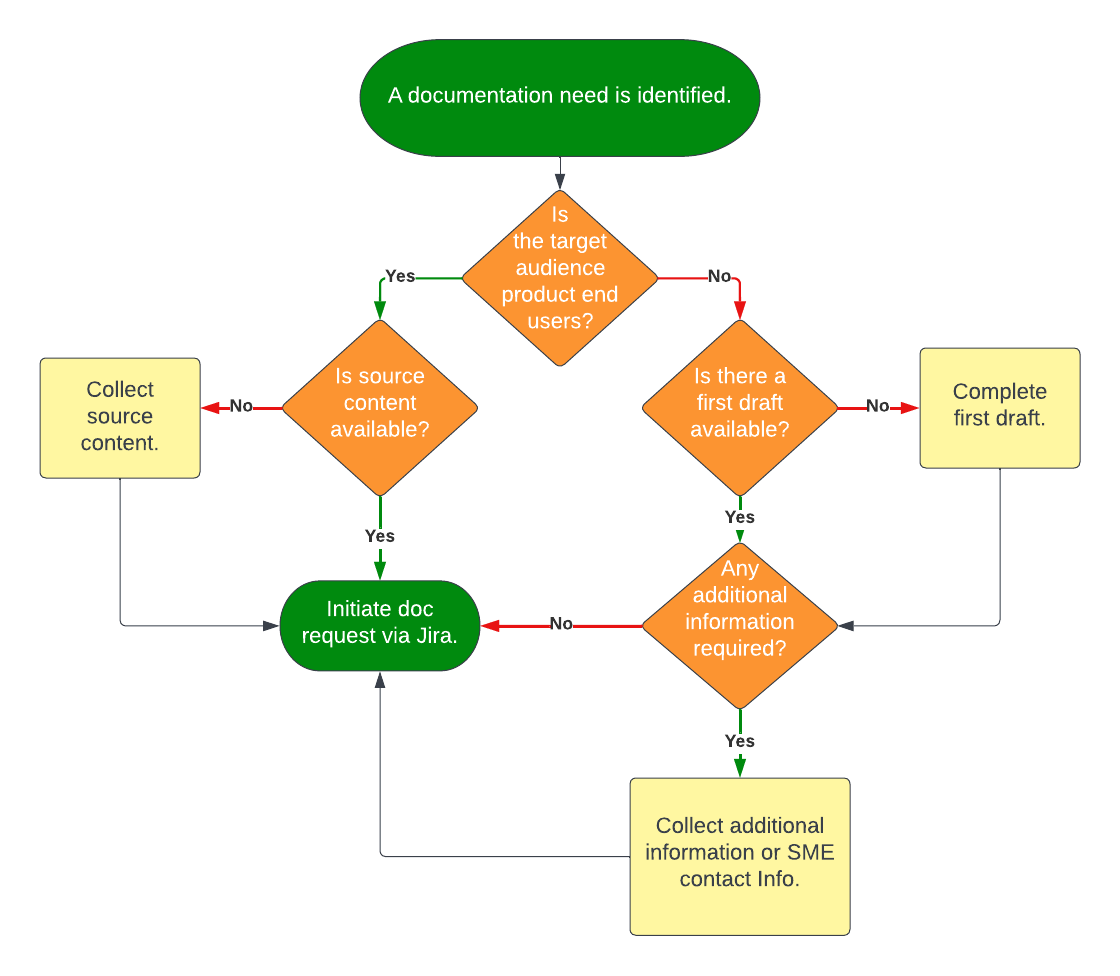 A documentation need is identified.
Is
the target
audience
product end
users?
Yes
No
Is source
content
available?
Is there a
first draft
available?
Collect
source
content.
No
No
Complete
first draft.
Yes
Yes
Initiate doc
request via Jira.
No
Any
additional
information
required?
Yes
Collect additional
information or SME
contact Info.